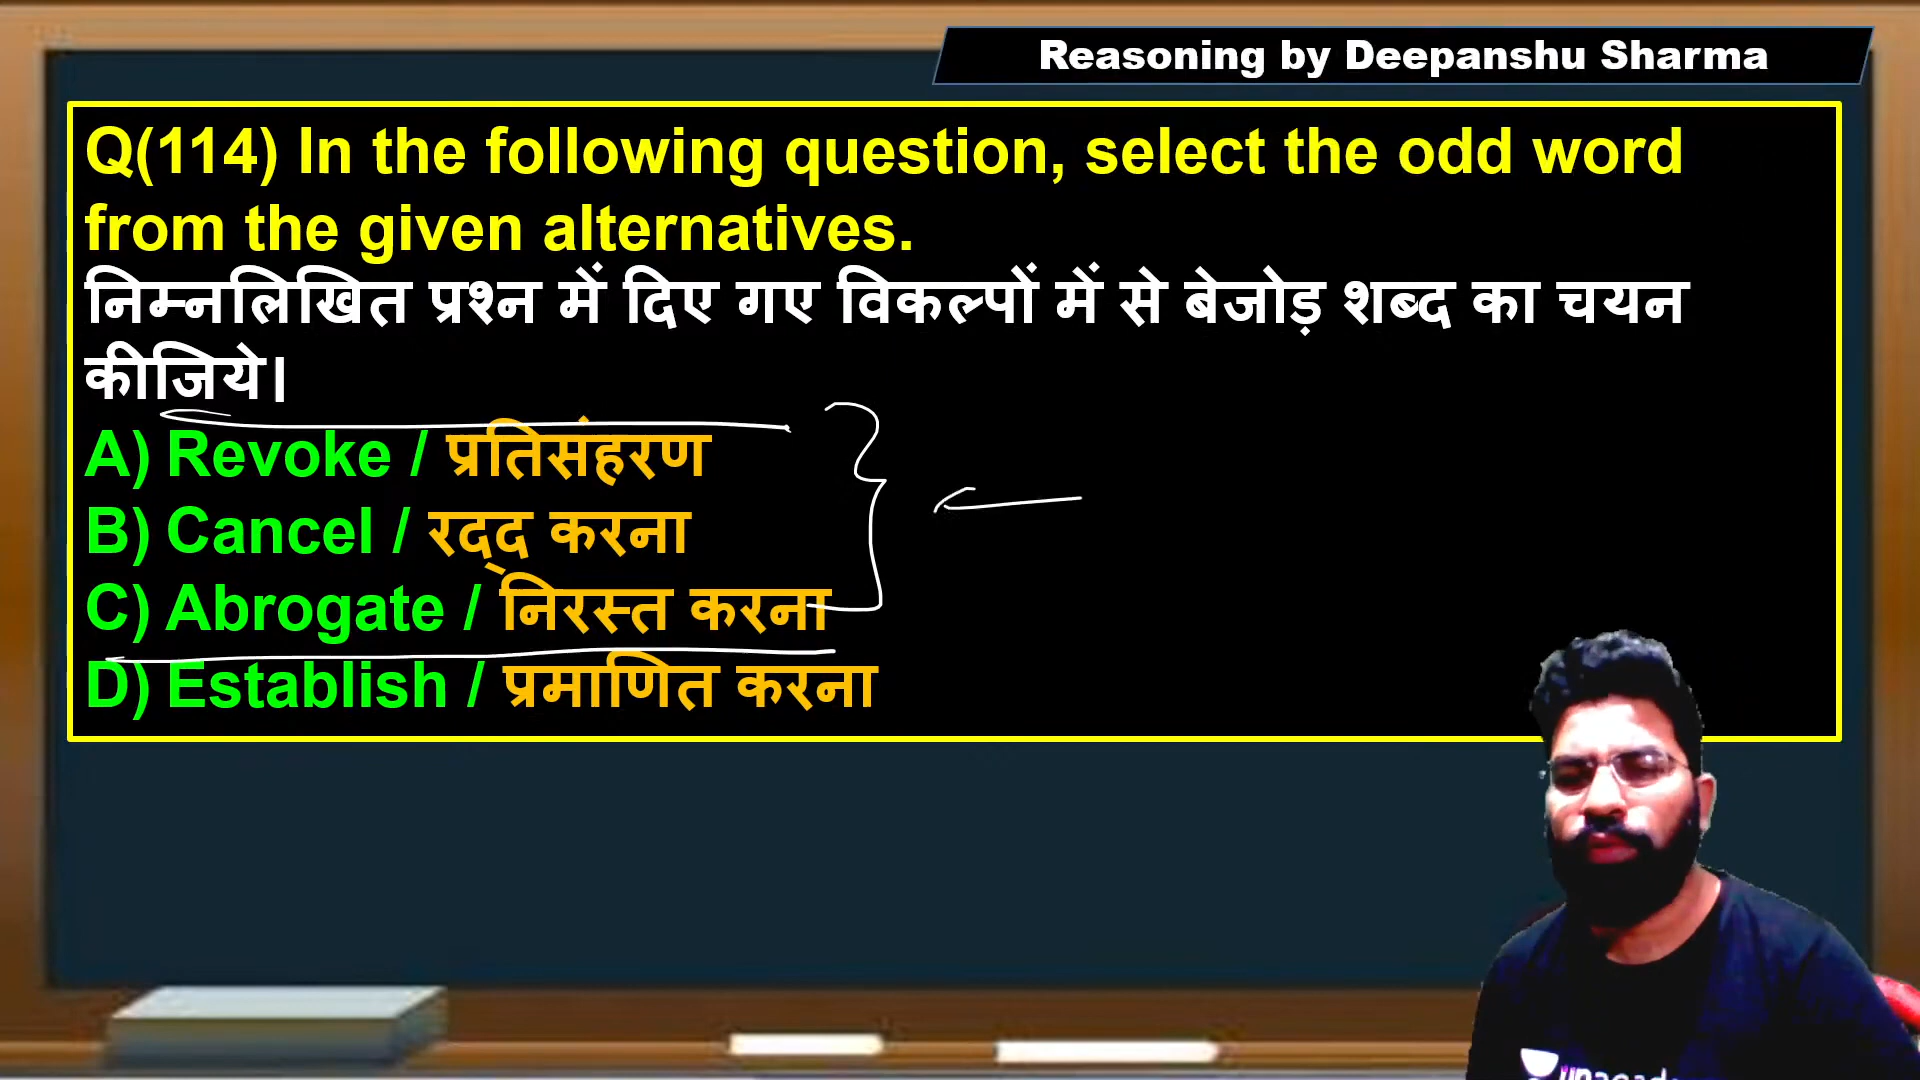 Reasoning by Deepanshu Sharma
Q(114) In the following question, select the odd word
from the given alternatives.
निम्नलिखित प्रश्न में दिए गए विकल्पों में से बेजोड़ शब्द का चयन
कीजिये।
A) Revoke / प्रतिसंहरण
B) Cancel / रद्द करना
C) Abrogate / निरस्त करना
D) Establish / प्रमाणित करना